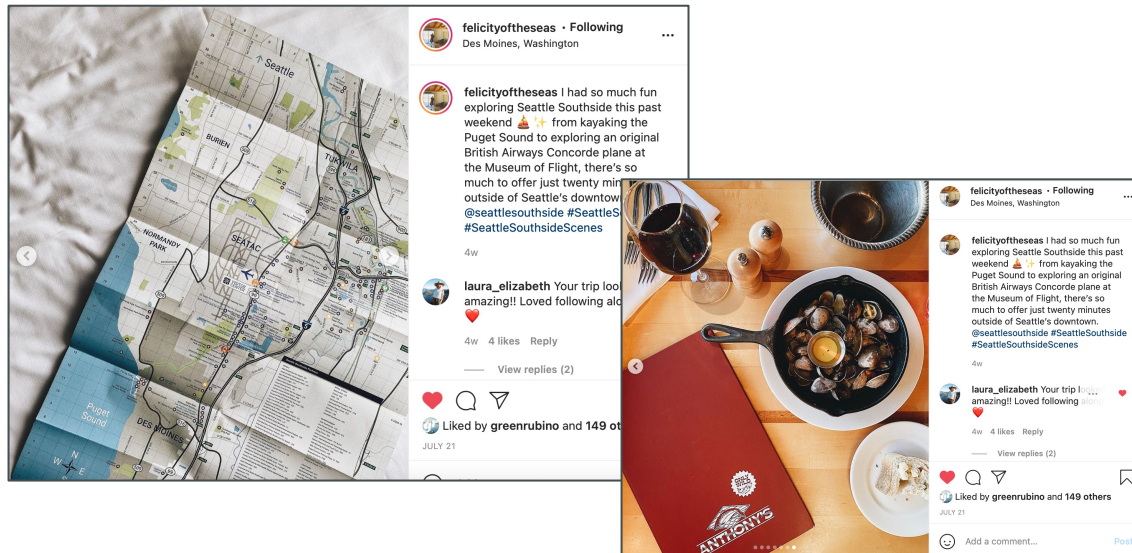 Seattle
BURIEN
TUKWILA
NORMANDY
PARK
SEATAC
Puget
Sound
DES MOINES
N
W E
S
felicityoftheseas • Following
Des Moines, Washington
felicityoftheseas I had so much fun
exploring Seattle Southside this past
weekend ⛵✨ from kayaking the
Puget Sound to exploring an original
British Airways Concorde plane at
the Museum of Flight, there's so
much to offer just twenty min
outside of Seattle's downtown
@seattlesouthside #SeattleS
#SeattleSouthsideScenes
4w
laura_elizabeth Your trip loo
amazing!! Loved following alo
❤️
4w 4 likes Reply
View replies (2)
Liked by greenrubino and 149 ot
JULY 21
ANTHONY'S
felicityoftheseas • Following
Des Moines, Washington
felicityoftheseas I had so much fun
exploring Seattle Southside this past
weekend ⛵✨ from kayaking the
Puget Sound to exploring an original
British Airways Concorde plane at
the Museum of Flight, there's so
much to offer just twenty minutes
outside of Seattle's downtown.
@seattlesouthside #SeattleSouthside
#SeattleSouthsideScenes
4w
laura_elizabeth Your trip looks
amazing!! Loved following along
❤️
4w 4 likes Reply
View replies (2)
Liked by greenrubino and 149 others
JULY 21
Add a comment...
Post